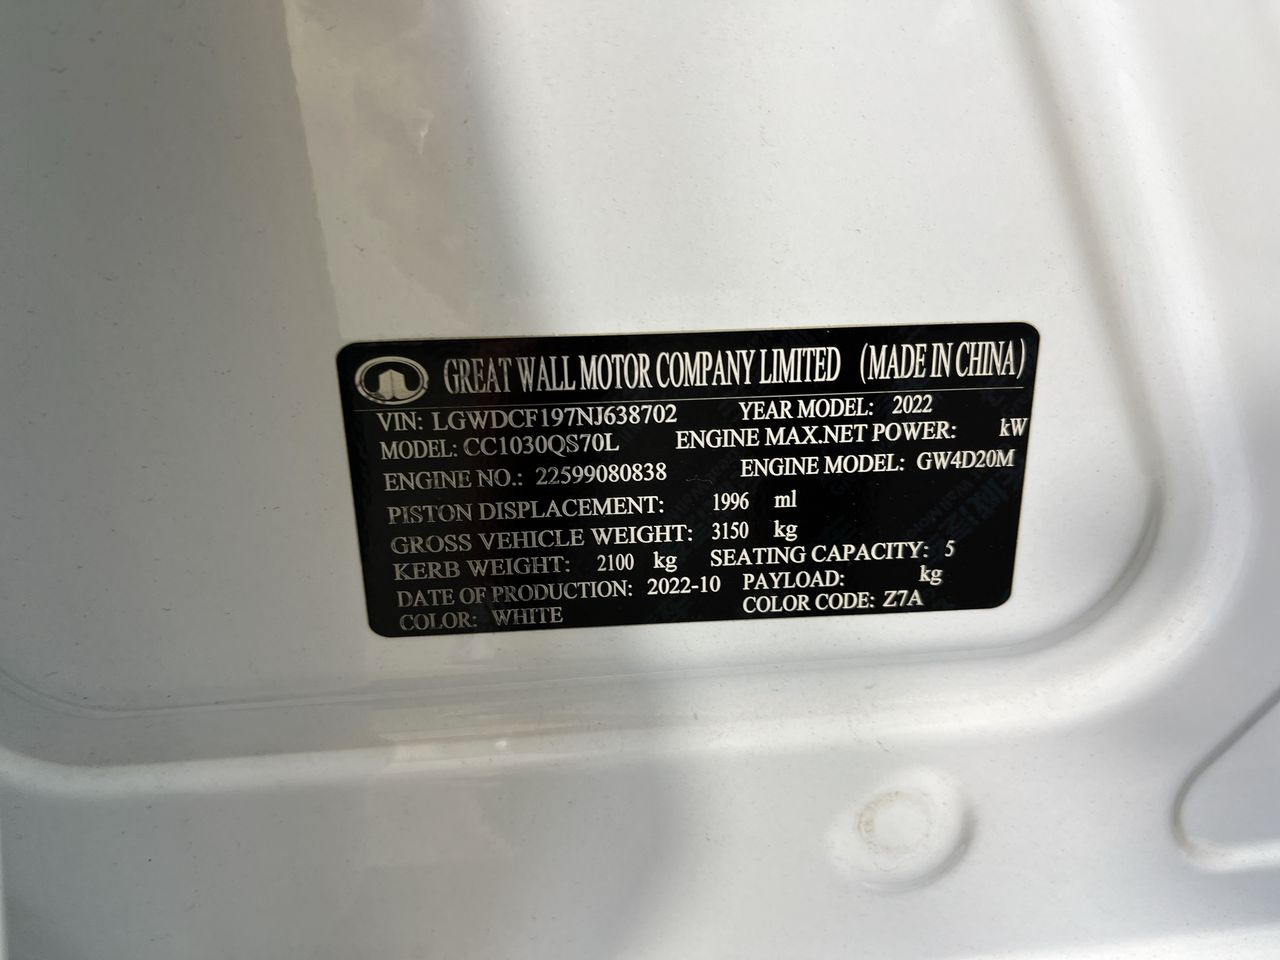 GREAT WALL MOTOR COMPANY LIMITED (MADE IN CHINA)
VIN: LGWDCF197NJ638702 YEAR MODEL: 2022
MODEL: CC1030QS70L ENGINE MAX.NET POWER: kW
ENGINE NO.: 22599080838 ENGINE MODEL: GW4D20M
PISTON DISPLACEMENT: 1996 ml
GROSS VEHICLE WEIGHT: 3150 kg
KERB WEIGHT: 2100 kg SEATING CAPACITY: 5
DATE OF PRODUCTION: 2022-10 PAYLOAD: kg
COLOR: WHITE COLOR CODE: Z7A